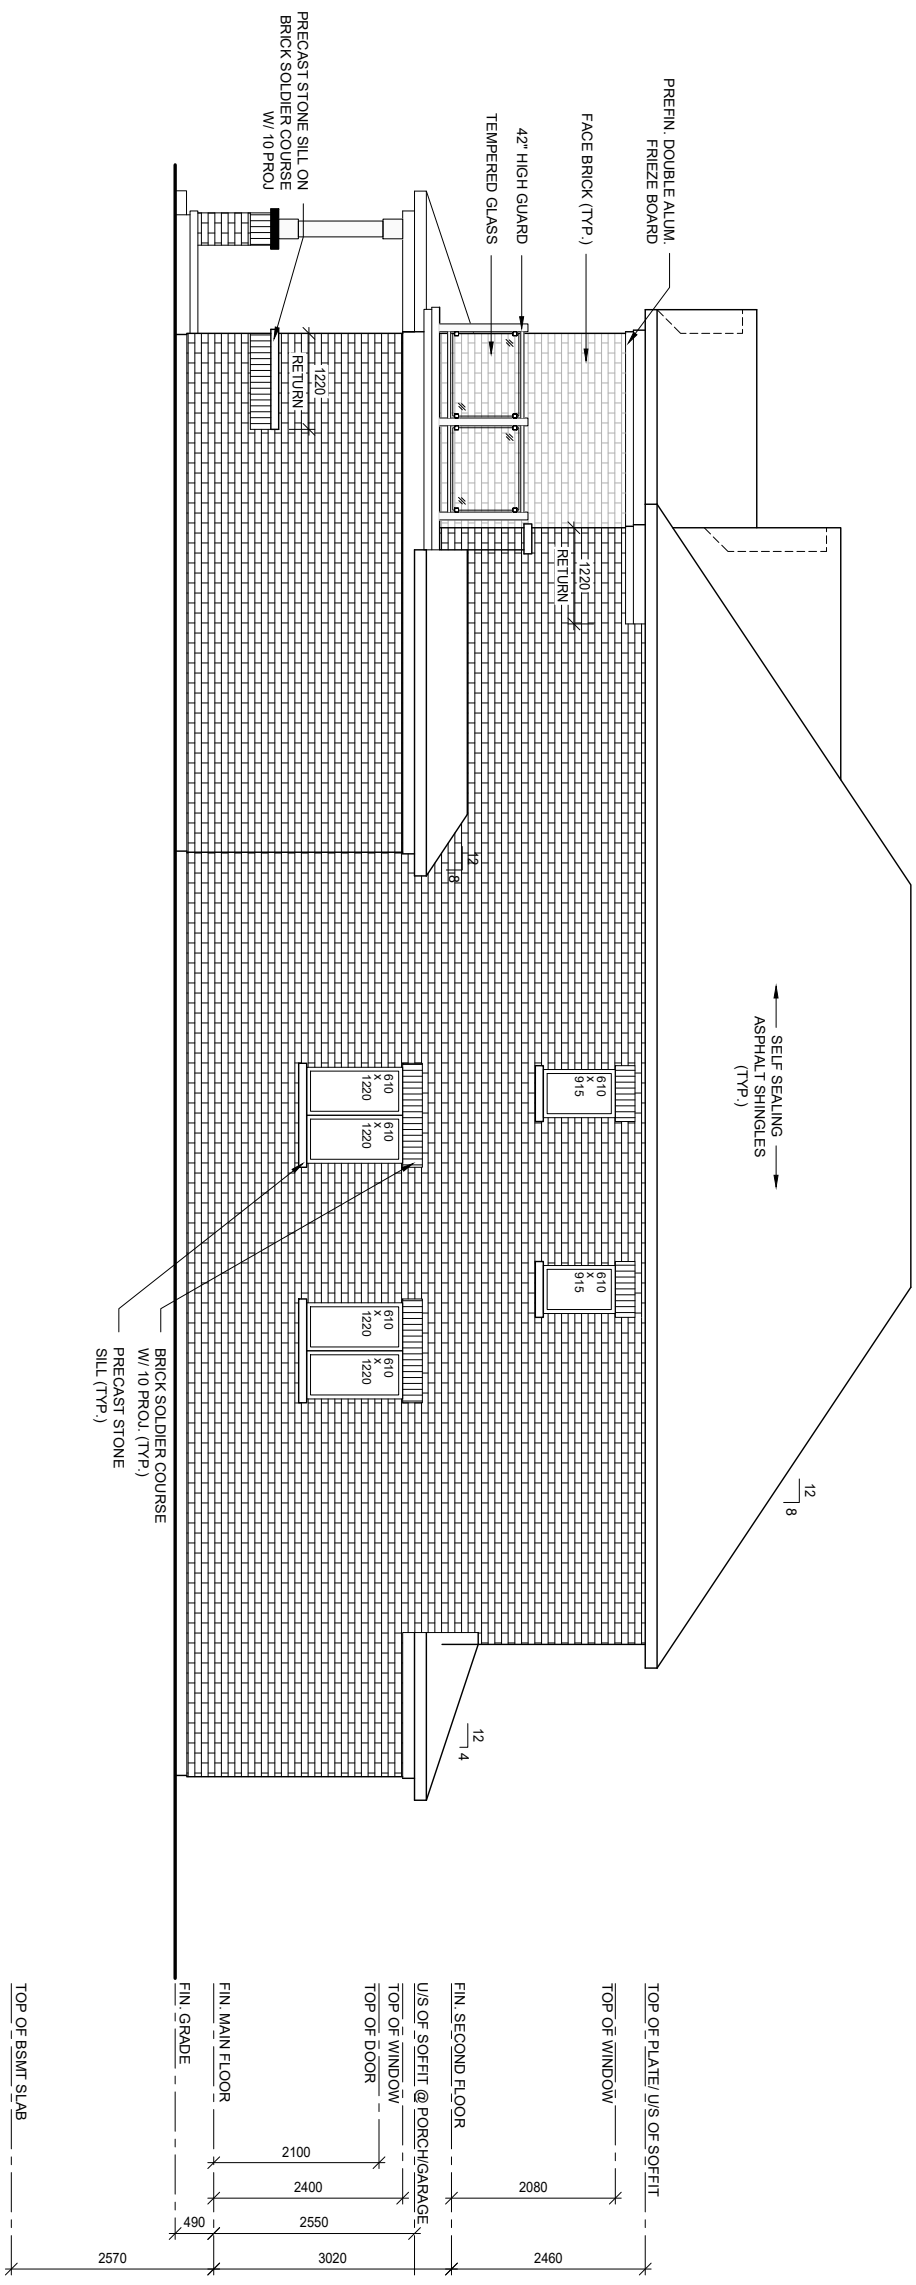 PREFIN. DOUBLE ALUM.
FRIEZE BOARD
FACE BRICK (TYP.)
42" HIGH GUARD
TEMPERED GLASS
PRECAST STONE SILL ON
BRICK SOLDIER COURSE
W/ 10 PROJ
1220
RETURN
1220
RETURN
12
8
SELF SEALING
ASPHALT SHINGLES
(TYP.)
12
8
610
x
915
610
x
915
610
x
1220
610
x
1220
610
x
1220
610
x
1220
BRICK SOLDIER COURSE
W/ 10 PROJ. (TYP.)
PRECAST STONE
SILL (TYP.)
12
4
TOP OF PLATE/ U/S OF SOFFIT
TOP OF WINDOW
FIN. SECOND FLOOR
U/S OF SOFFIT @ PORCH/GARAGE
TOP OF WINDOW
TOP OF DOOR
FIN. MAIN FLOOR
FIN. GRADE
TOP OF BSMT SLAB
2100
2400
2080
490
2550
2570
3020
2460